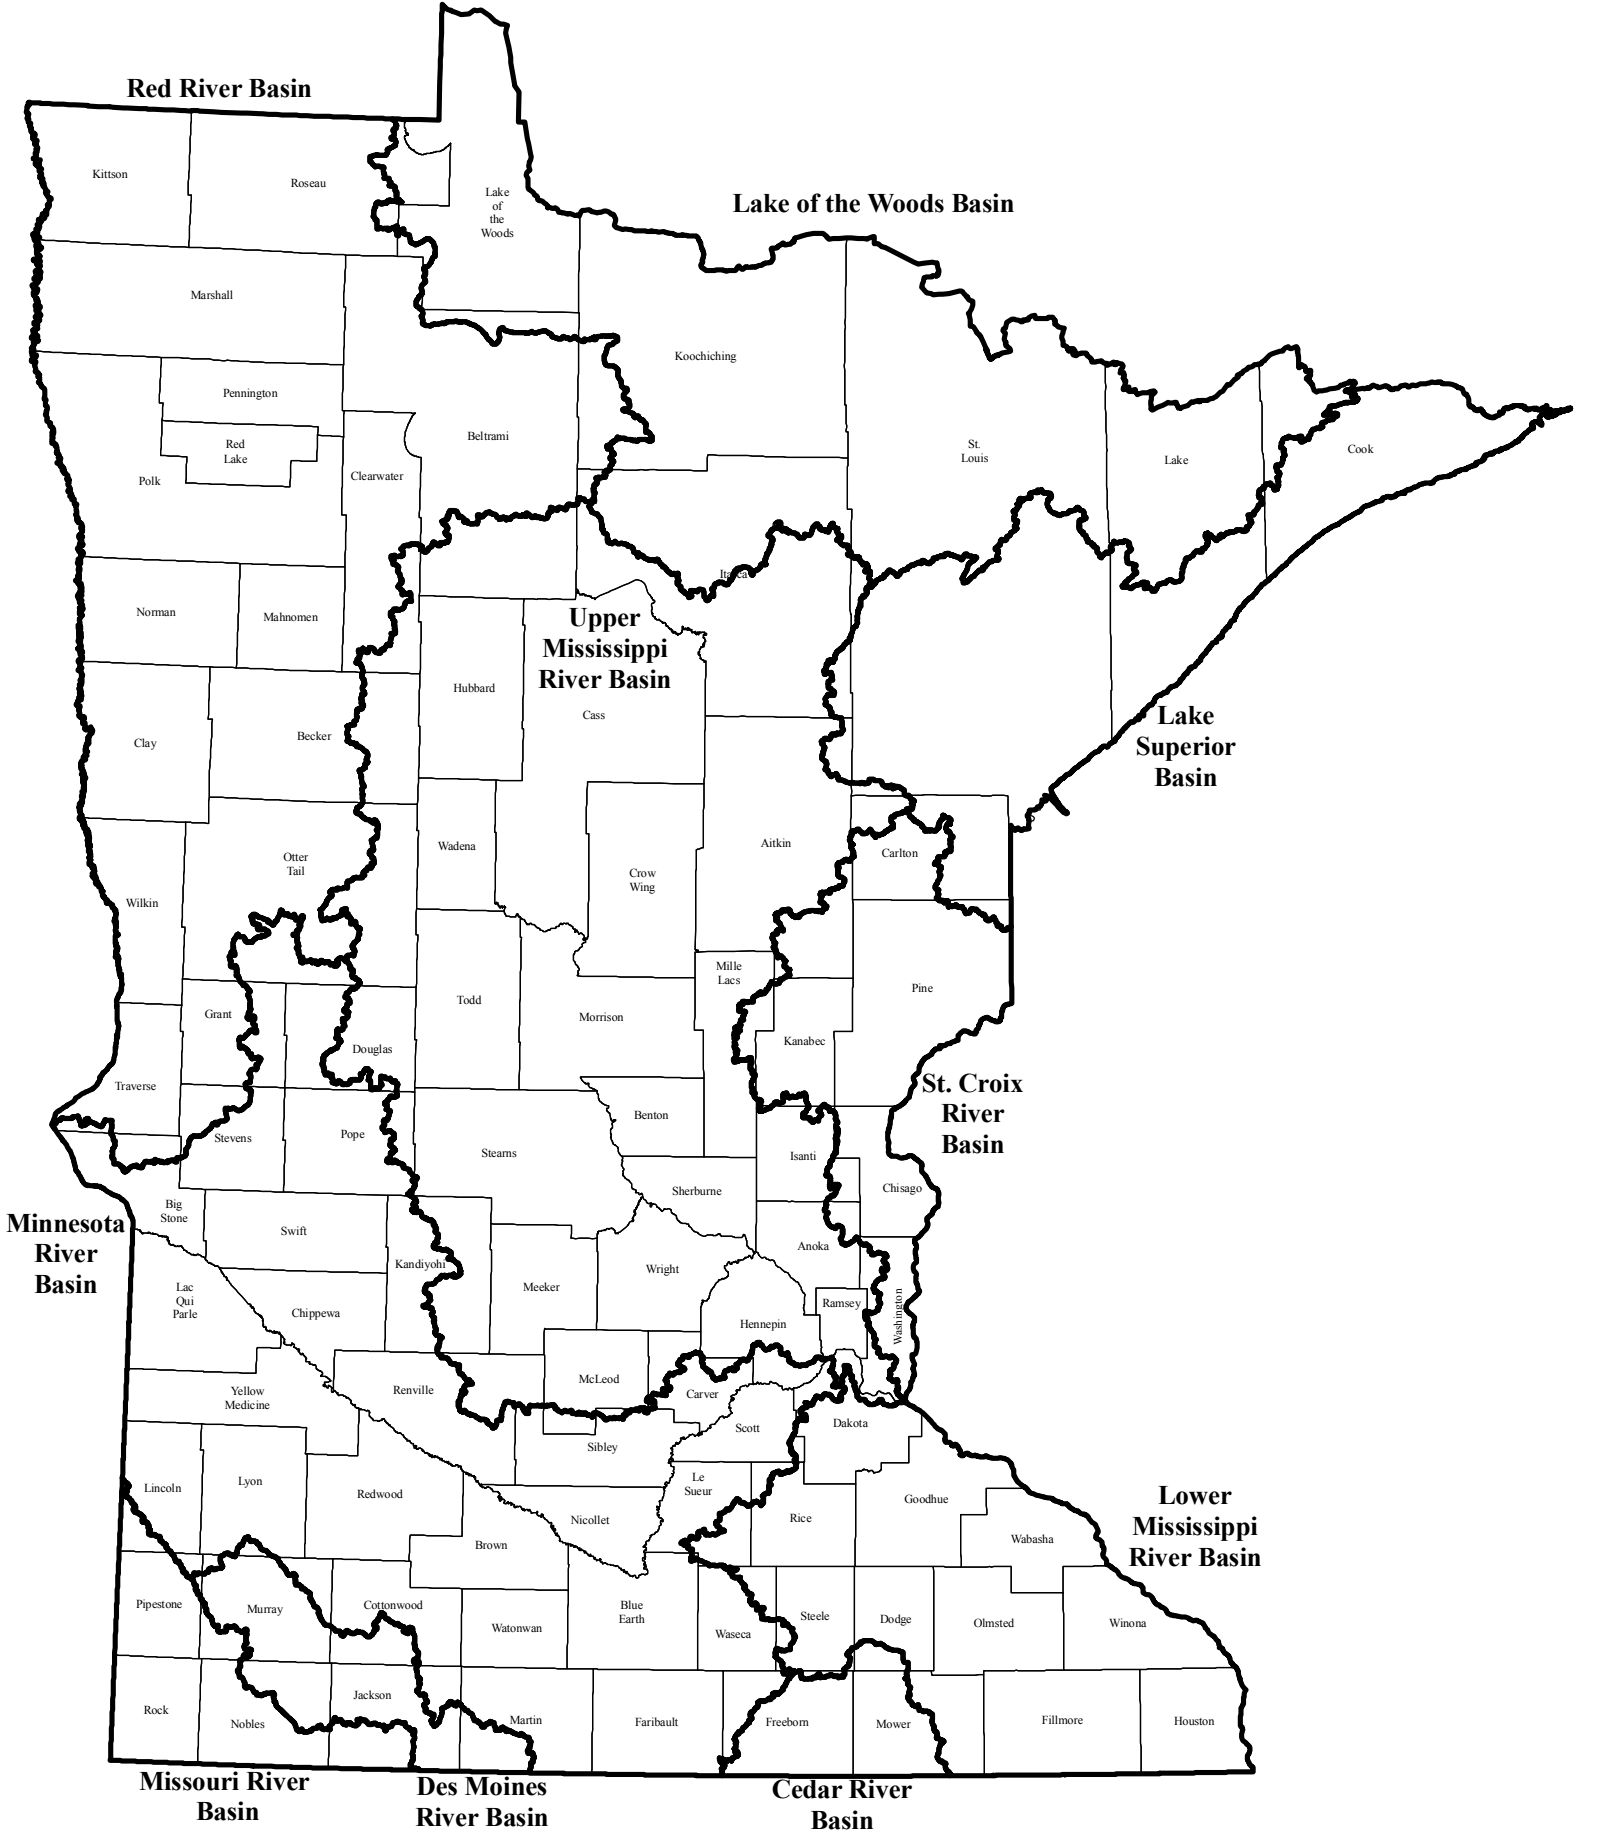 Red River Basin
Kittson
Roseau
Lake
of
the
Woods
Lake of the Woods Basin
Marshall
Koochiching
Pennington
Beltrami
Red
Lake
Polk
Clearwater
St.
Louis
Lake
Cook
Itasca
Norman
Mahnomen
Upper
Mississippi
River Basin
Hubbard
Cass
Clay
Becker
Lake
Superior
Basin
Otter
Tail
Wadena
Crow
Wing
Aitkin
Carlton
Wilkin
Mille
Lacs
Pine
Grant
Todd
Morrison
Kanabec
Douglas
Traverse
St. Croix
River
Basin
Benton
Stevens
Pope
Stearns
Isanti
Sherburne
Chisago
Big
Stone
Minnesota
River
Basin
Swift
Kandiyohi
Anoka
Wright
Meeker
Lac
Qui
Parle
Chippewa
Hennepin
Ramsey
Washington
McLeod
Renville
Yellow
Medicine
Carver
Scott
Dakota
Sibley
Lincoln
Lyon
Redwood
Le
Sueur
Goodhue
Lower
Mississippi
River Basin
Nicollet
Rice
Brown
Wabasha
Pipestone
Murray
Cottonwood
Watonwan
Blue
Earth
Waseca
Steele
Dodge
Olmsted
Winona
Rock
Nobles
Jackson
Martin
Faribault
Freeborn
Mower
Fillmore
Houston
Missouri River
Basin
Des Moines
River Basin
Cedar River
Basin